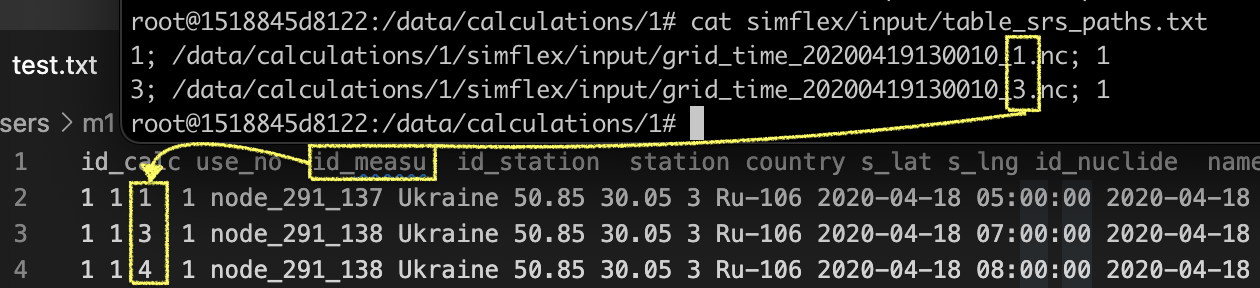 root@1518845d8122:/data/calculations/1# cat simflex/input/table_srs_paths.txt
1; /data/calculations/1/simflex/input/grid_time_20200419130010_1.nc; 1
3; /data/calculations/1/simflex/input/grid_time_20200419130010_3.nc; 1
root@1518845d8122:/data/calculations/1#
test.txt
sers > m1
1 id_calc use_no id_measu id_station station country s_lat s_lng id_nuclide name
2 1 1 1 1 node_291_137 Ukraine 50.85 30.05 3 Ru-106 2020-04-18 05:00:00 2020-04-18
3 1 1 3 1 node_291_138 Ukraine 50.85 30.05 3 Ru-106 2020-04-18 07:00:00 2020-04-18
4 1 1 4 1 node_291_138 Ukraine 50.85 30.05 3 Ru-106 2020-04-18 08:00:00 2020-04-18